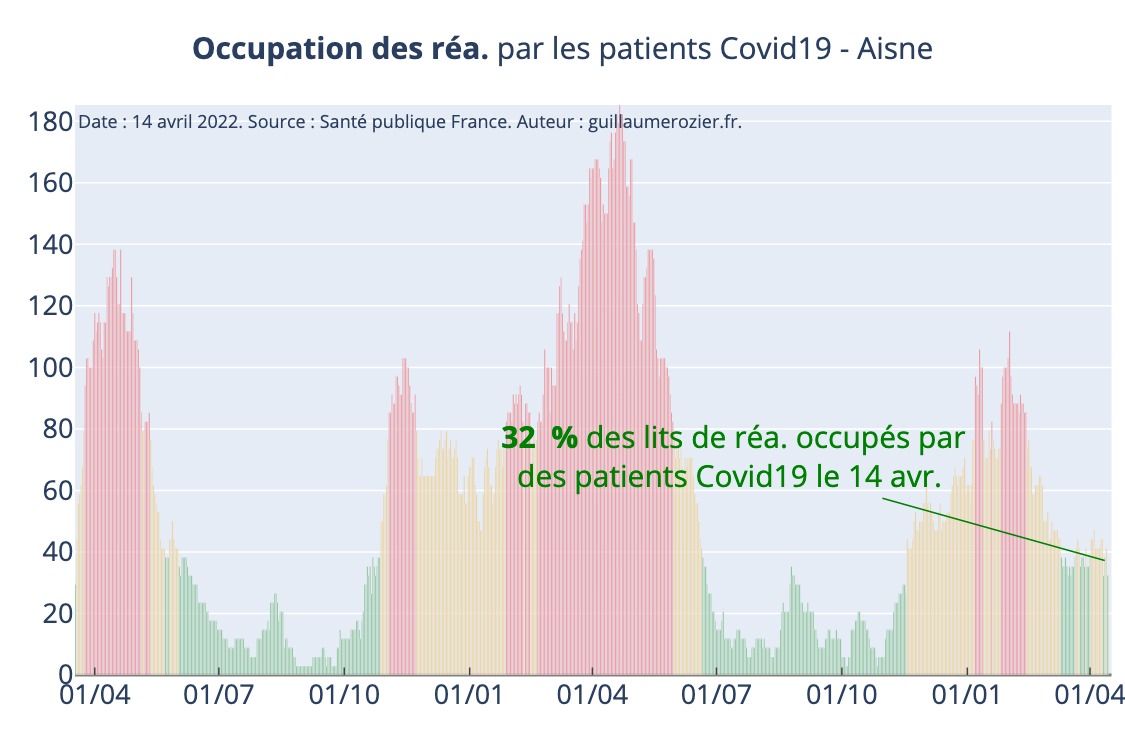 Occupation des réa. par les patients Covid19 - Aisne
180
Date : 14 avril 2022. Source : Santé publique France. Auteur : guillaumerozier.fr.
160
140
120
100
80
32 % des lits de réa. occupés par
des patients Covid19 le 14 avr.
60
40
20
0
01/04 01/07 01/10 01/01 01/04 01/07 01/10 01/01 01/04